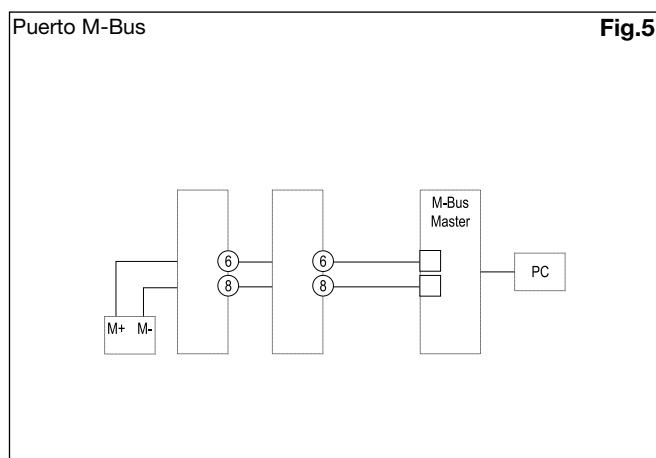 Puerto M-Bus Fig.5
M-Bus
Master
6 6
PC
8 8
M+ M-